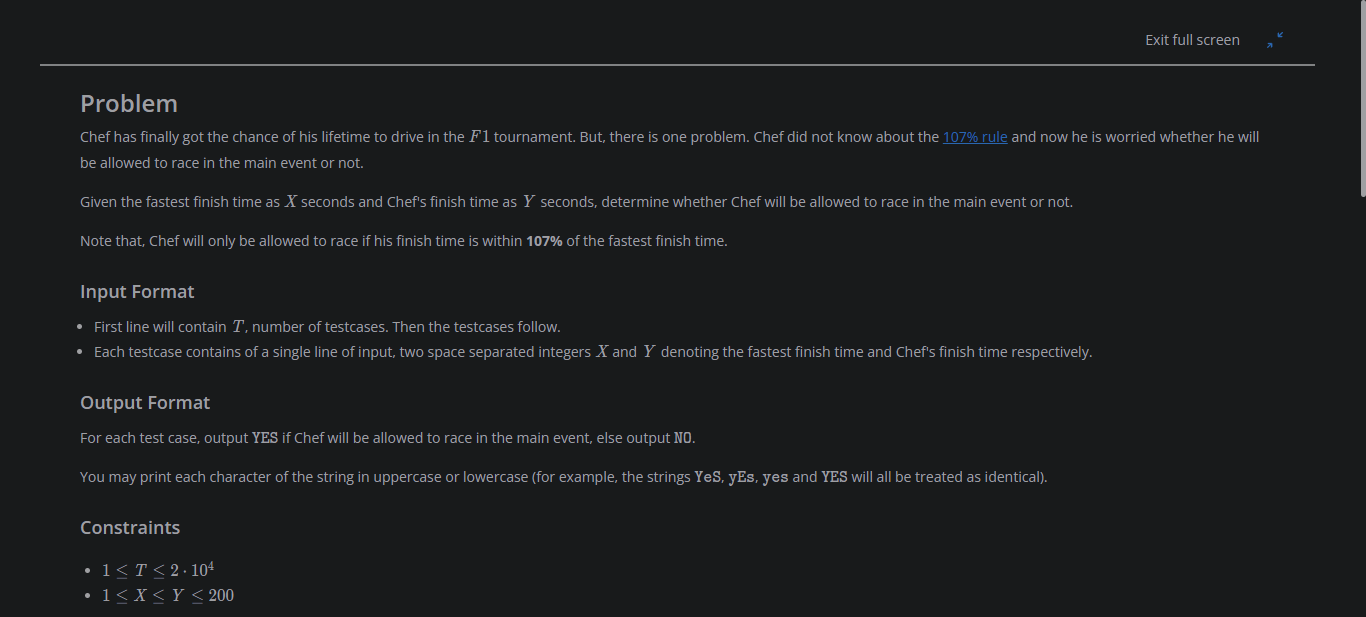 Exit full screen
Problem
Chef has finally got the chance of his lifetime to drive in the F1 tournament. But, there is one problem. Chef did not know about the 107% rule and now he is worried whether he will
be allowed to race in the main event or not.
Given the fastest finish time as X seconds and Chef's finish time as Y seconds, determine whether Chef will be allowed to race in the main event or not.
Note that, Chef will only be allowed to race if his finish time is within 107% of the fastest finish time.
Input Format
• First line will contain T, number of testcases. Then the testcases follow.
• Each testcase contains of a single line of input, two space separated integers X and Y denoting the fastest finish time and Chef's finish time respectively.
Output Format
For each test case, output YES if Chef will be allowed to race in the main event, else output NO.
You may print each character of the string in uppercase or lowercase (for example, the strings YeS, yEs, yes and YES will all be treated as identical).
Constraints
• 1 ≤ T ≤ 2 · 10⁴
• 1 ≤ X ≤ Y ≤ 200